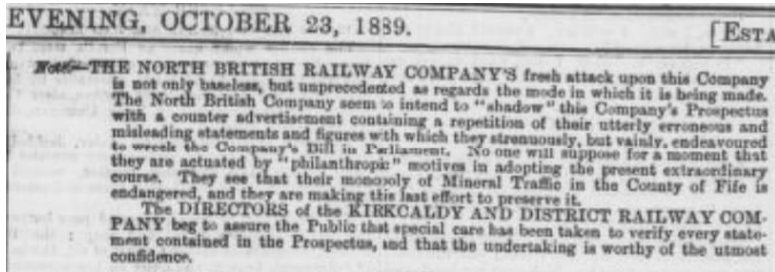 EVENING, OCTOBER 23, 1889.
[ESTA
Note.—THE NORTH BRITISH RAILWAY COMPANY'S fresh attack upon this Company
is not only baseless, but unprecedented as regards the mode in which it is being made.
The North British Company seem to intend to "shadow" this Company's Prospectus
with a counter advertisement containing a repetition of their utterly erroneous and
misleading statements and figures with which they strenuously, but vainly, endeavoured
to wreck the Company's Bill in Parliament. No one will suppose for a moment that
they are actuated by "philanthropic" motives in adopting the present extraordinary
course. They see that their monopoly of Mineral Traffic in the County of Fife is
endangered, and they are making this last effort to preserve it.
The DIRECTORS of the KIRKCALDY AND DISTRICT RAILWAY COM-
PANY beg to assure the Public that special care has been taken to verify every state-
ment contained in the Prospectus, and that the undertaking is worthy of the utmost
confidence.